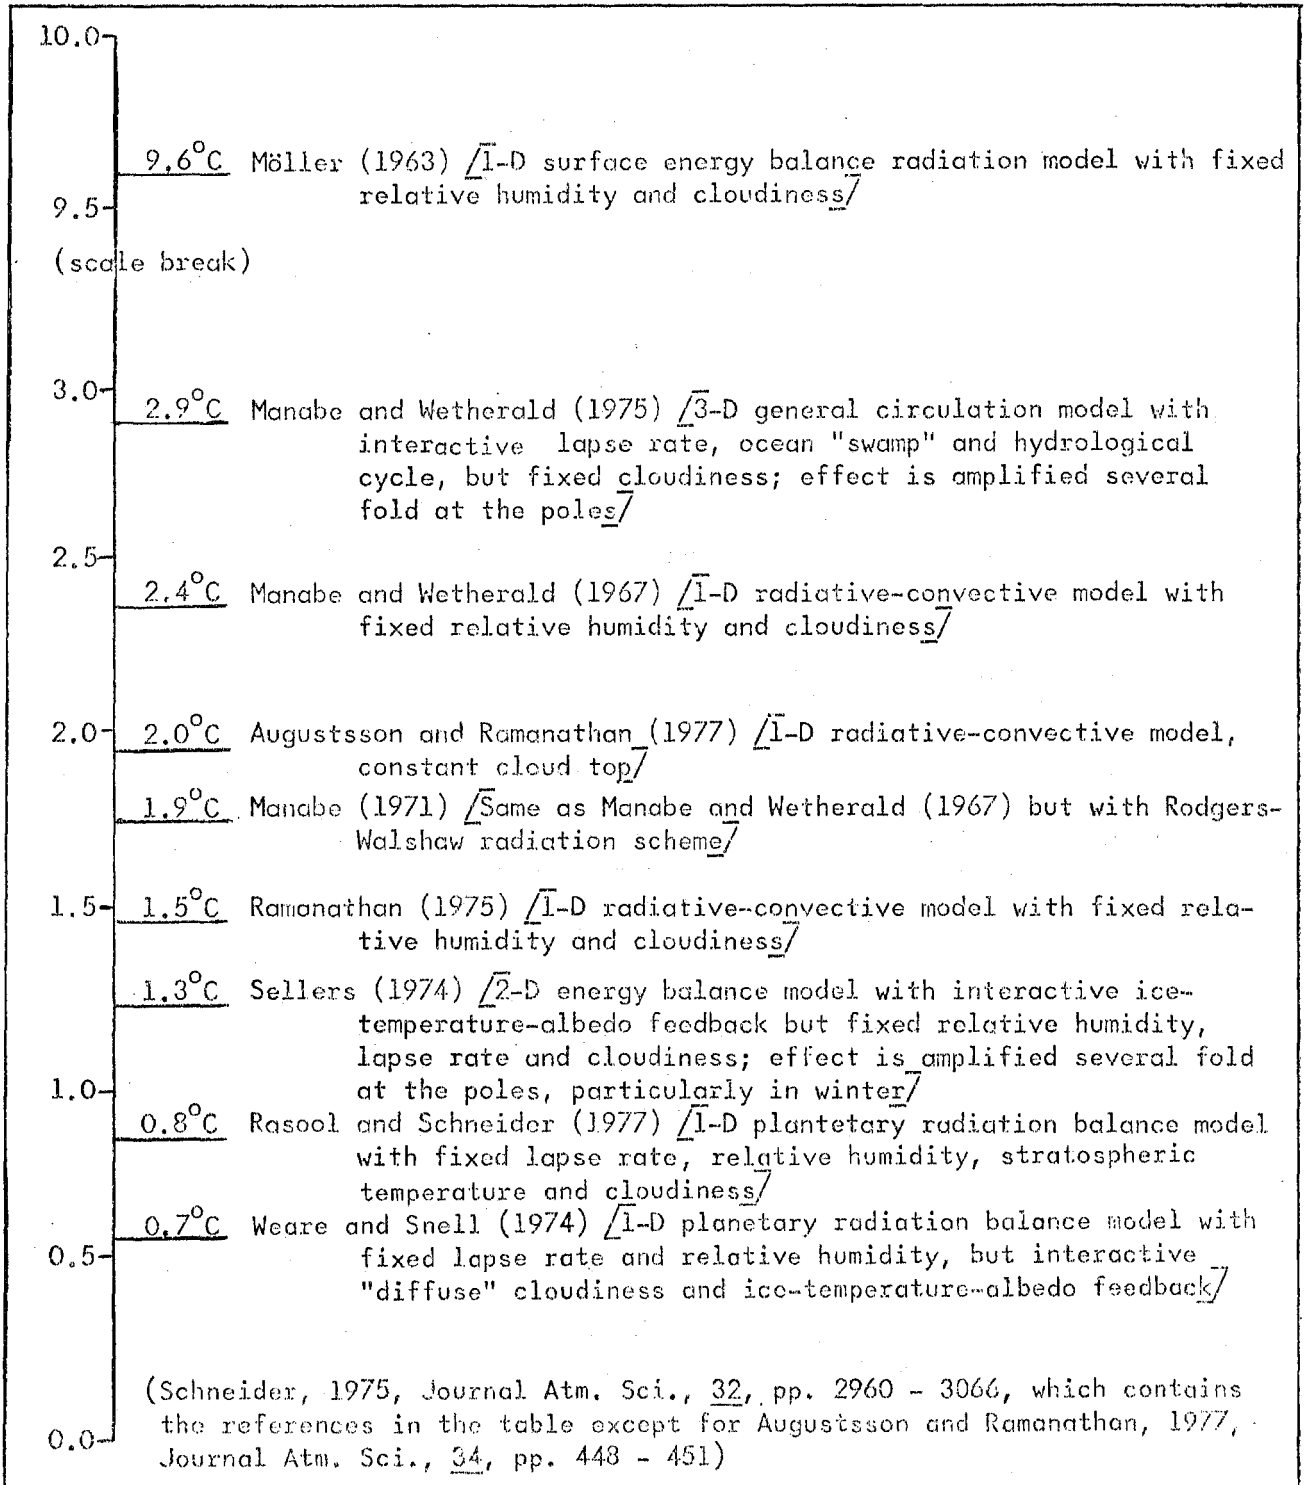 10.0
9.6°C Möller (1963) [1-D surface energy balance radiation model with fixed
relative humidity and cloudiness]
9.5
(scale break)
3.0
2.9°C Manabe and Wetherald (1975) [3-D general circulation model with
interactive lapse rate, ocean "swamp" and hydrological
cycle, but fixed cloudiness; effect is amplified several
fold at the poles]
2.5
2.4°C Manabe and Wetherald (1967) [1-D radiative-convective model with
fixed relative humidity and cloudiness]
2.0 2.0°C Augustsson and Ramanathan (1977) [1-D radiative-convective model,
constant cloud top]
1.9°C Manabe (1971) [Same as Manabe and Wetherald (1967) but with Rodgers-
Walshaw radiation scheme]
1.5 1.5°C Ramanathan (1975) [1-D radiative-convective model with fixed rela-
tive humidity and cloudiness]
1.3°C Sellers (1974) [2-D energy balance model with interactive ice-
temperature-albedo feedback but fixed relative humidity,
lapse rate and cloudiness; effect is amplified several fold
1.0 at the poles, particularly in winter]
0.8°C Rasool and Schneider (1977) [1-D plantetary radiation balance model
with fixed lapse rate, relative humidity, stratospheric
temperature and cloudiness]
0.7°C Weare and Snell (1974) [1-D planetary radiation balance model with
0.5 fixed lapse rate and relative humidity, but interactive
"diffuse" cloudiness and ice-temperature-albedo feedback]
(Schneider, 1975, Journal Atm. Sci., 32, pp. 2960 - 3066, which contains
the references in the table except for Augustsson and Ramanathan, 1977,
0.0 Journal Atm. Sci., 34, pp. 448 - 451)